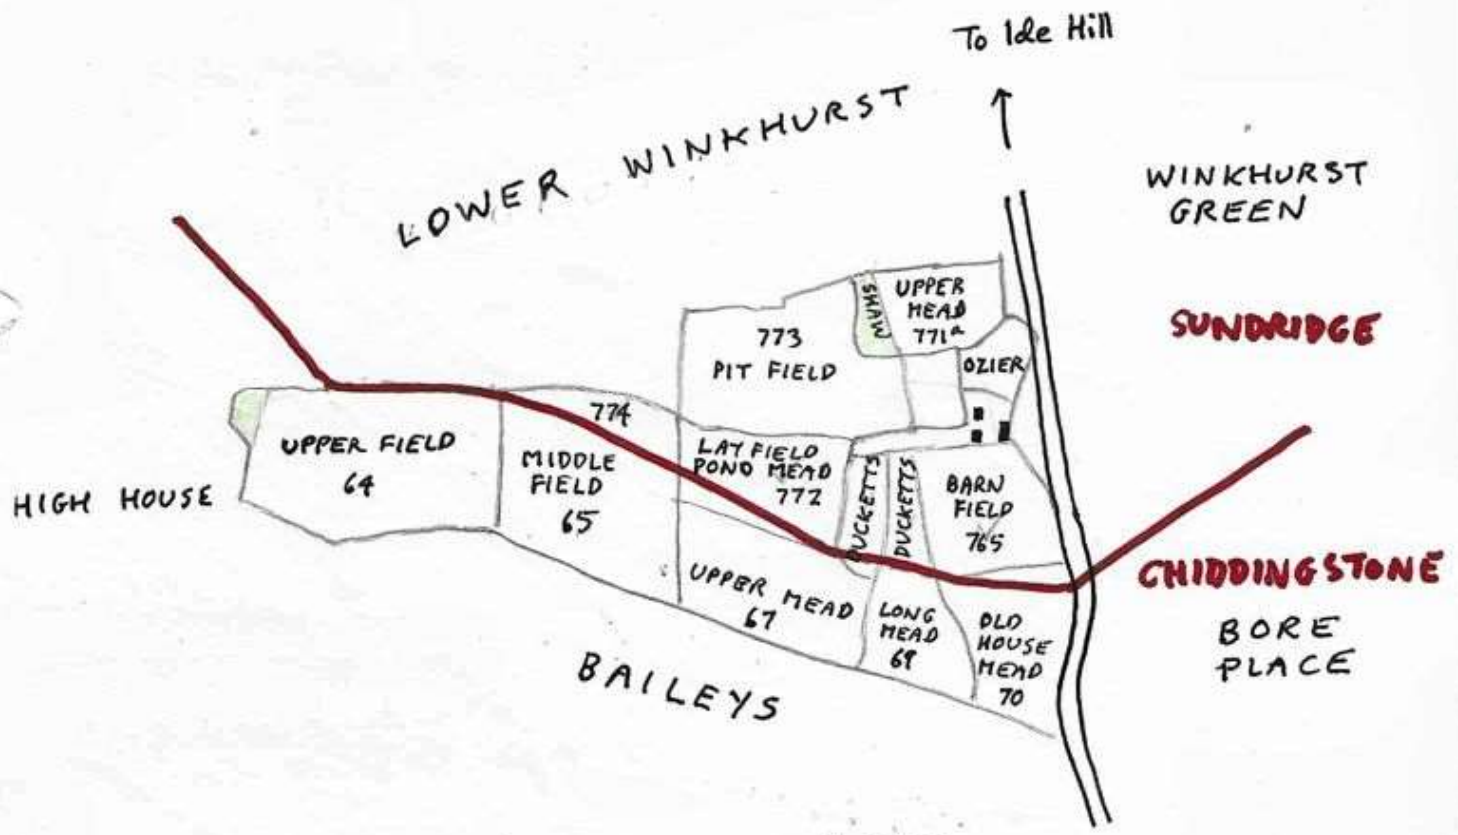 To Ide Hill
LOWER WINKHURST
WINKHURST
GREEN
SUNDRIDGE
SHAW
UPPER
MEAD
771a
773
PIT FIELD
OZIER
774
UPPER FIELD
64
MIDDLE
FIELD
65
LAY FIELD
POND MEAD
772
DUCKETTS
DUCKETTS
BARN
FIELD
765
HIGH HOUSE
CHIDDINGSTONE
BORE
PLACE
UPPER MEAD
67
LONG
MEAD
69
OLD
HOUSE
MEAD
70
BAILEYS